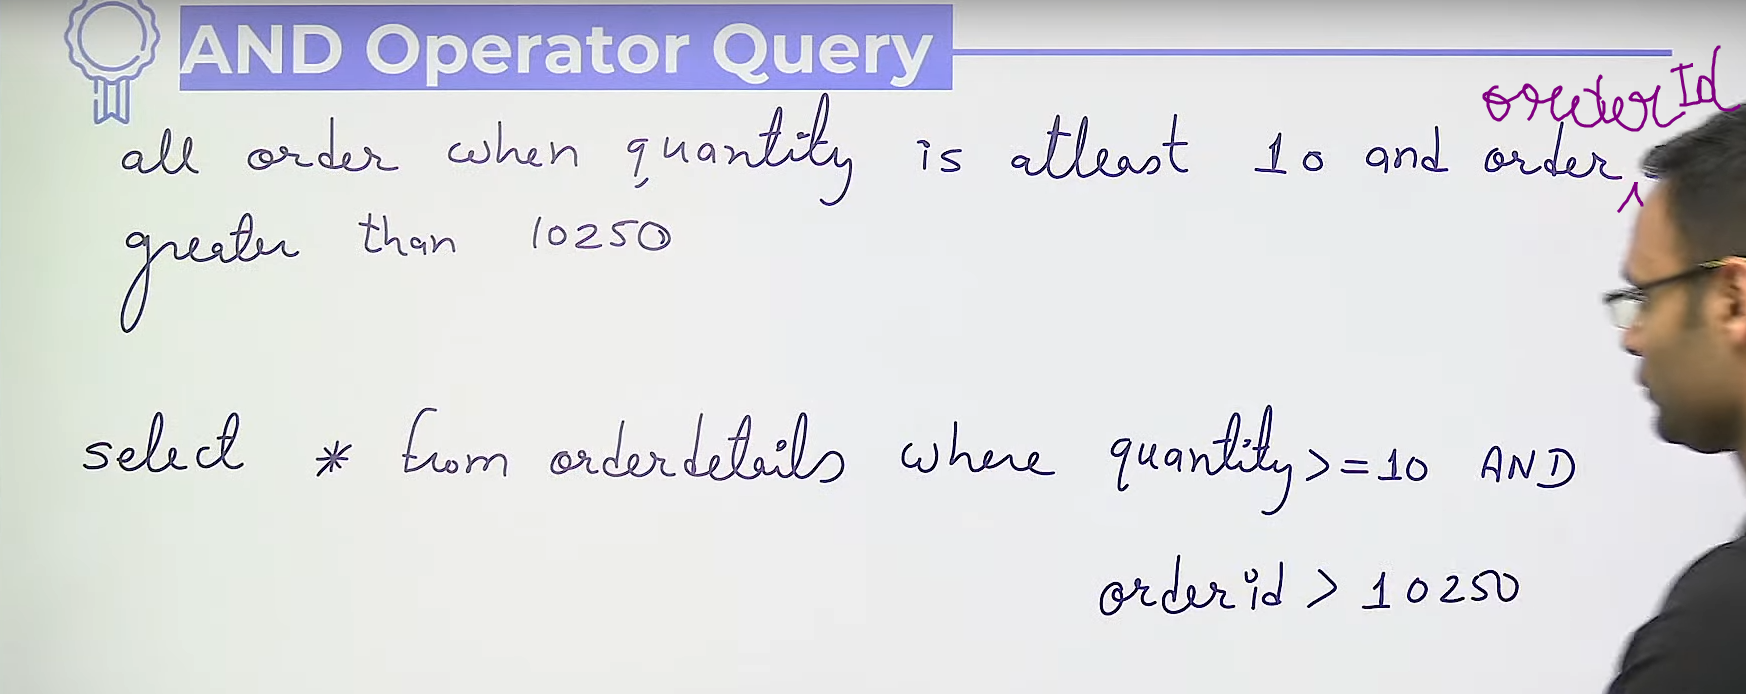 AND Operator Query
orderId
all order when quantity is atleast 10 and order
greater than 10250
select * from orderdetails where quantity>=10 AND
orderid > 10250